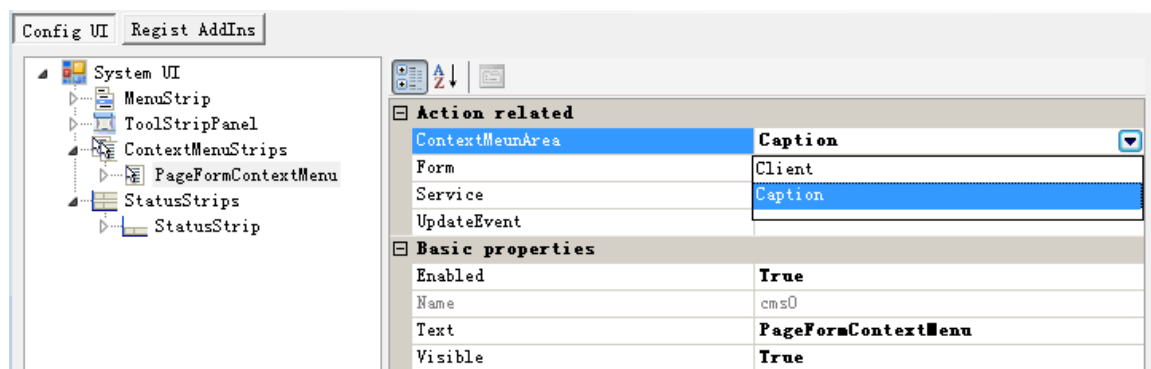 Config UI Regist AddIns
System UI
MenuStrip
ToolStripPanel
ContextMenuStrips
PageFormContextMenu
StatusStrips
StatusStrip
Action related
ContextMeunArea Caption
Form Client
Service Caption
UpdateEvent
Basic properties
Enabled True
Name cms0
Text PageFormContextMenu
Visible True